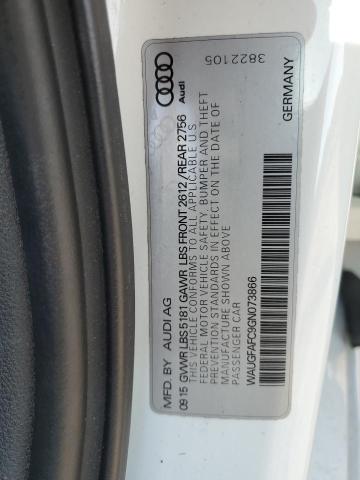 MFD. BY AUDI AG
09 15 GVWR LBS 5181 GAWR LBS FRONT 2612/REAR 2756
THIS VEHICLE CONFORMS TO ALL APPLICABLE U.S
FEDERAL MOTOR VEHICLE SAFETY, BUMPER AND THEFT
PREVENTION STANDARDS IN EFFECT ON THE DATE OF
MANUFACTURE SHOWN ABOVE
PASSENGER CAR
WAUGFAFC9GN073866
Audi
3822105
GERMANY